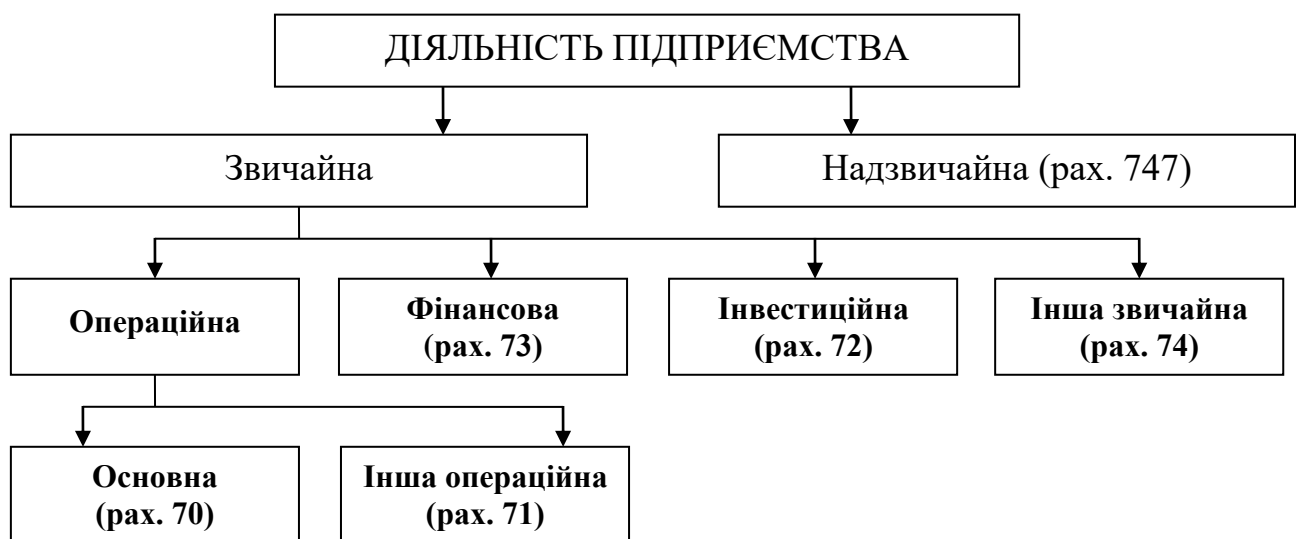 ДІЯЛЬНІСТЬ ПІДПРИЄМСТВА
Звичайна
Надзвичайна (рах. 747)
Операційна
Фінансова
(рах. 73)
Інвестиційна
(рах. 72)
Інша звичайна
(рах. 74)
Основна
(рах. 70)
Інша операційна
(рах. 71)